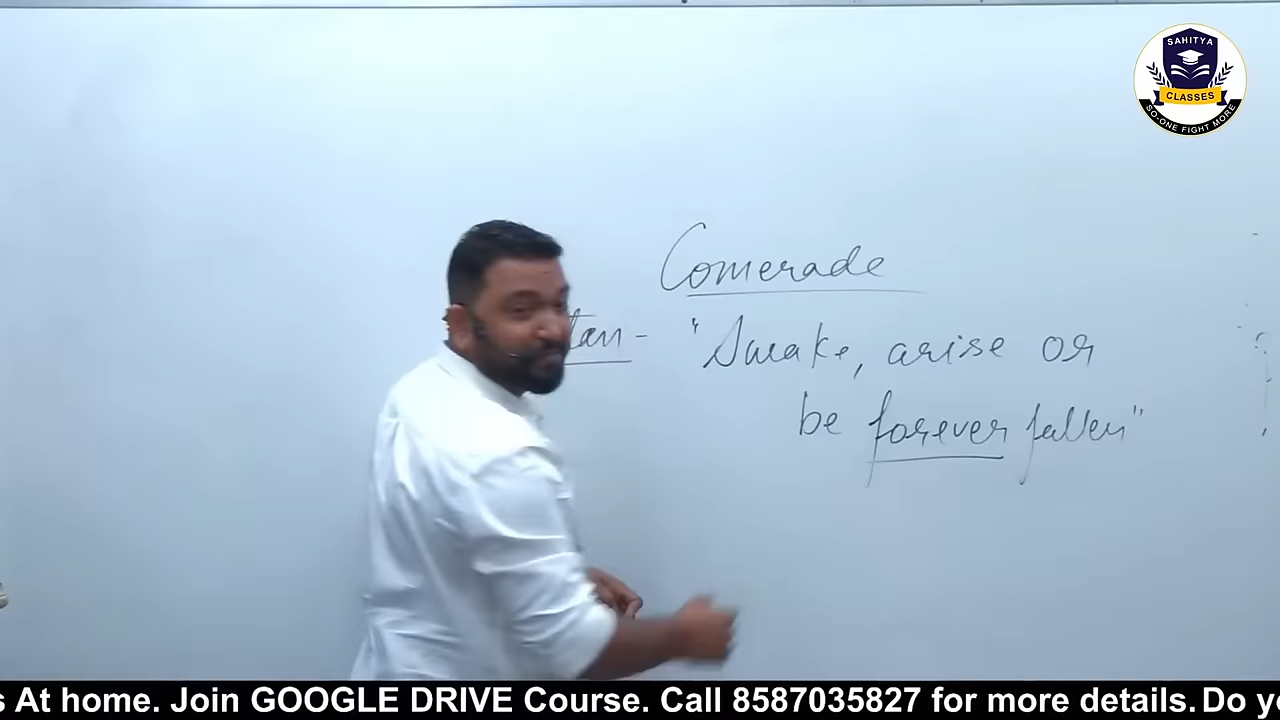 SAHITYA
CLASSES
SO-ONE FIGHT MORE
Comerade
tan - "Awake, arise or
be forever fallen"
s At home. Join GOOGLE DRIVE Course. Call 8587035827 for more details. Do yo